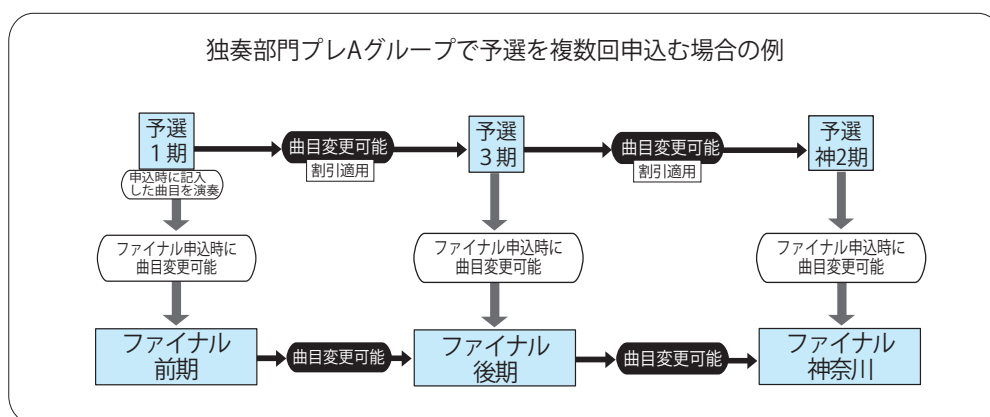 独奏部門プレAグループで予選を複数回申込む場合の例
予選
1期
曲目変更可能
割引適用
予選
3期
曲目変更可能
割引適用
予選
神2期
申込時に記入
した曲目を演奏
ファイナル申込時に
曲目変更可能
ファイナル申込時に
曲目変更可能
ファイナル申込時に
曲目変更可能
ファイナル
前期
曲目変更可能
ファイナル
後期
曲目変更可能
ファイナル
神奈川